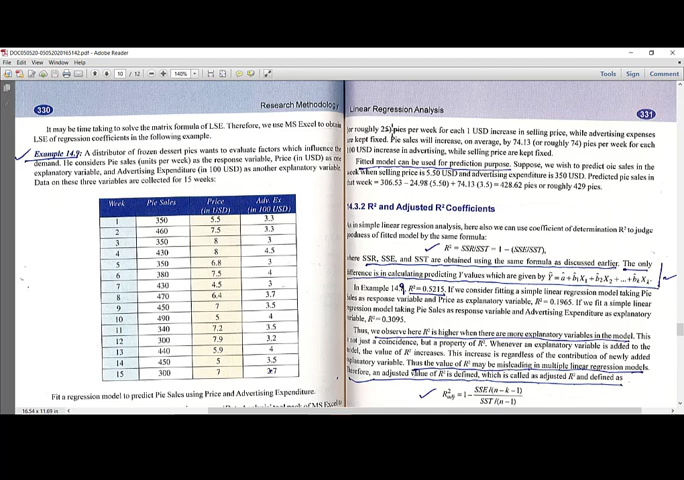 DOC050520-05052020165142.pdf - Adobe Reader
File Edit View Window Help
10 / 12
140%
Tools Sign Comment
330
Research Methodology
It may be time taking to solve the matrix formula of LSE. Therefore, we use MS Excel to obtain
LSE of regression coefficients in the following example.
Example 14.9: A distributor of frozen dessert pies wants to evaluate factors which influence the
demand. He considers Pie sales (units per week) as the response variable, Price (in USD) as one
explanatory variable, and Advertising Expenditure (in 100 USD) as another explanatory variable.
Data on these three variables are collected for 15 weeks:
Week Pie Sales Price (in USD) Adv. Ex (in 100 USD)
1 350 5.5 3.3
2 460 7.5 3.3
3 350 8 3
4 430 8 4.5
5 350 6.8 3
6 380 7.5 4
7 430 4.5 3
8 470 6.4 3.7
9 450 7 3.5
10 490 5 4
11 340 7.2 3.5
12 300 7.9 3.2
13 440 5.9 4
14 450 5 3.5
15 300 7 2.7
Fit a regression model to predict Pie Sales using Price and Advertising Expenditure.
Linear Regression Analysis
331
(or roughly 25) pies per week for each 1 USD increase in selling price, while advertising expenses
are kept fixed. Pie sales will increase, on average, by 74.13 (or roughly 74) pies per week for each
100 USD increase in advertising, while selling price are kept fixed.
Fitted model can be used for prediction purpose. Suppose, we wish to predict pie sales in the
week when selling price is 5.50 USD and advertising expenditure is 350 USD. Predicted pie sales in
that week = 306.53 – 24.98 (5.50) + 74.13 (3.5) = 428.62 pies or roughly 429 pies.
14.3.2 R² and Adjusted R² Coefficients
As in simple linear regression analysis, here also we can use coefficient of determination R² to judge
goodness of fitted model by the same formula:
R² = SSR/SST = 1 – (SSE/SST),
where SSR, SSE, and SST are obtained using the same formula as discussed earlier. The only
difference is in calculating predicting Y values which are given by Ŷ = â + b̂₁X₁ + b̂₂X₂ + ... + b̂ₖXₖ.
In Example 14.9, R² = 0.5215. If we consider fitting a simple linear regression model taking Pie
sales as response variable and Price as explanatory variable, R² = 0.1965. If we fit a simple linear
regression model taking Pie Sales as response variable and Advertising Expenditure as explanatory
variable, R² = 0.3095.
Thus, we observe here R² is higher when there are more explanatory variables in the model. This
is not just a coincidence, but a property of R². Whenever an explanatory variable is added to the
model, the value of R² increases. This increase is regardless of the contribution of newly added
explanatory variable. Thus the value of R² may be misleading in multiple linear regression models.
Therefore, an adjusted value of R² is defined, which is called as adjusted R² and defined as
R²adj = 1 – SSE/(n – k – 1) / SST/(n – 1)
16.54 x 11.69 in